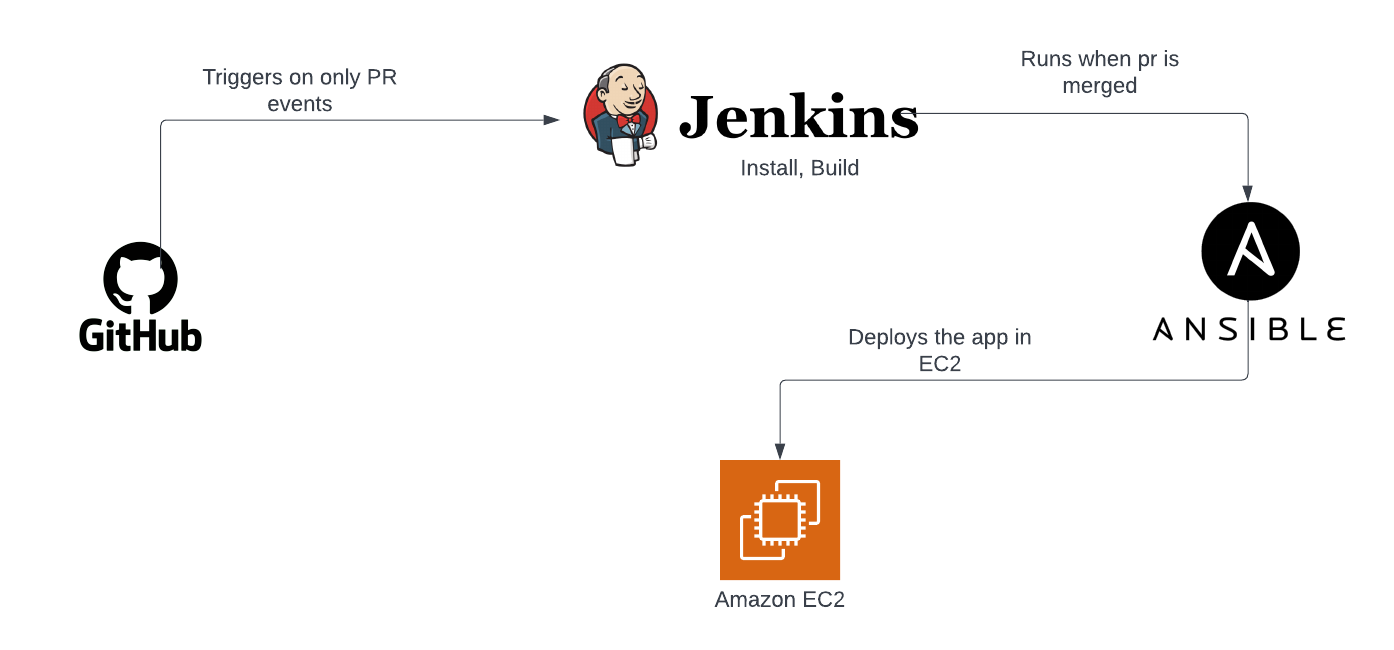 Triggers on only PR
events
Jenkins
Install, Build
Runs when pr is
merged
GitHub
ANSIBLE
Deploys the app in
EC2
Amazon EC2